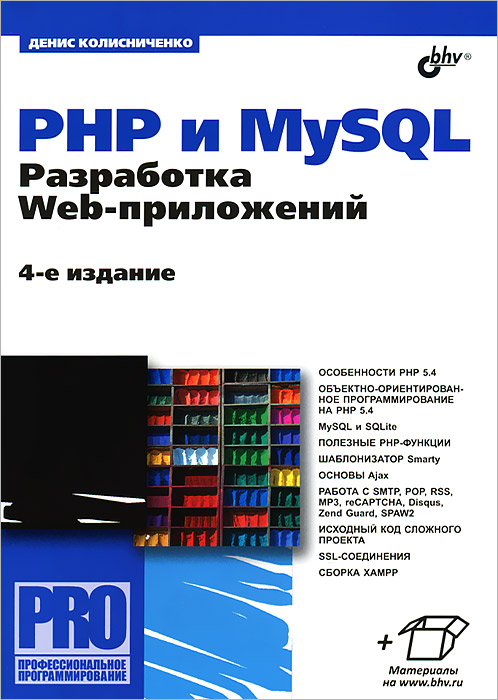 ДЕНИС КОЛИСНИЧЕНКО
bhv®
PHP и MySQL
Разработка
Web-приложений
4-е издание
ОСОБЕННОСТИ PHP 5.4
ОБЪЕКТНО-ОРИЕНТИРОВАН-
НОЕ ПРОГРАММИРОВАНИЕ
НА PHP 5.4
MySQL и SQLite
ПОЛЕЗНЫЕ PHP-ФУНКЦИИ
ШАБЛОНИЗАТОР Smarty
ОСНОВЫ Ajax
РАБОТА С SMTP, POP, RSS,
MP3, reCAPTCHA, Disqus,
Zend Guard, SPAW2
ИСХОДНЫЙ КОД СЛОЖНОГО
ПРОЕКТА
SSL-СОЕДИНЕНИЯ
СБОРКА XAMPP
PRO
ПРОФЕССИОНАЛЬНОЕ
ПРОГРАММИРОВАНИЕ
+
Материалы
на www.bhv.ru